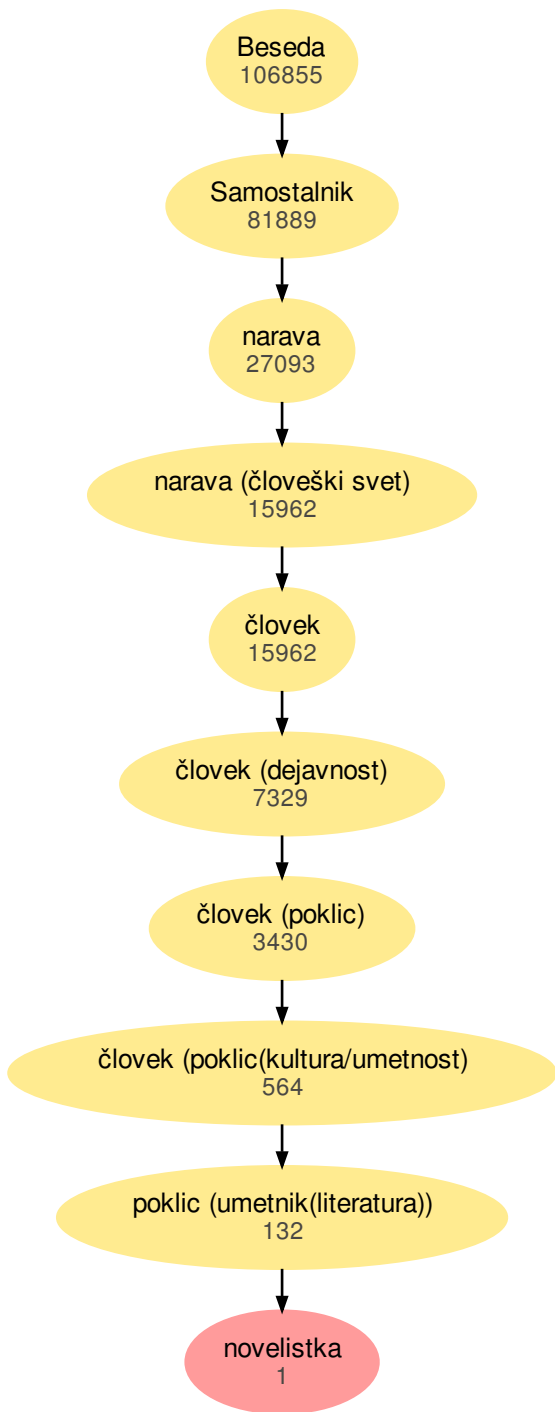 Beseda
106855
Samostalnik
81889
narava
27093
narava (človeški svet)
15962
človek
15962
človek (dejavnost)
7329
človek (poklic)
3430
človek (poklic(kultura/umetnost)
564
poklic (umetnik(literatura))
132
novelistka
1